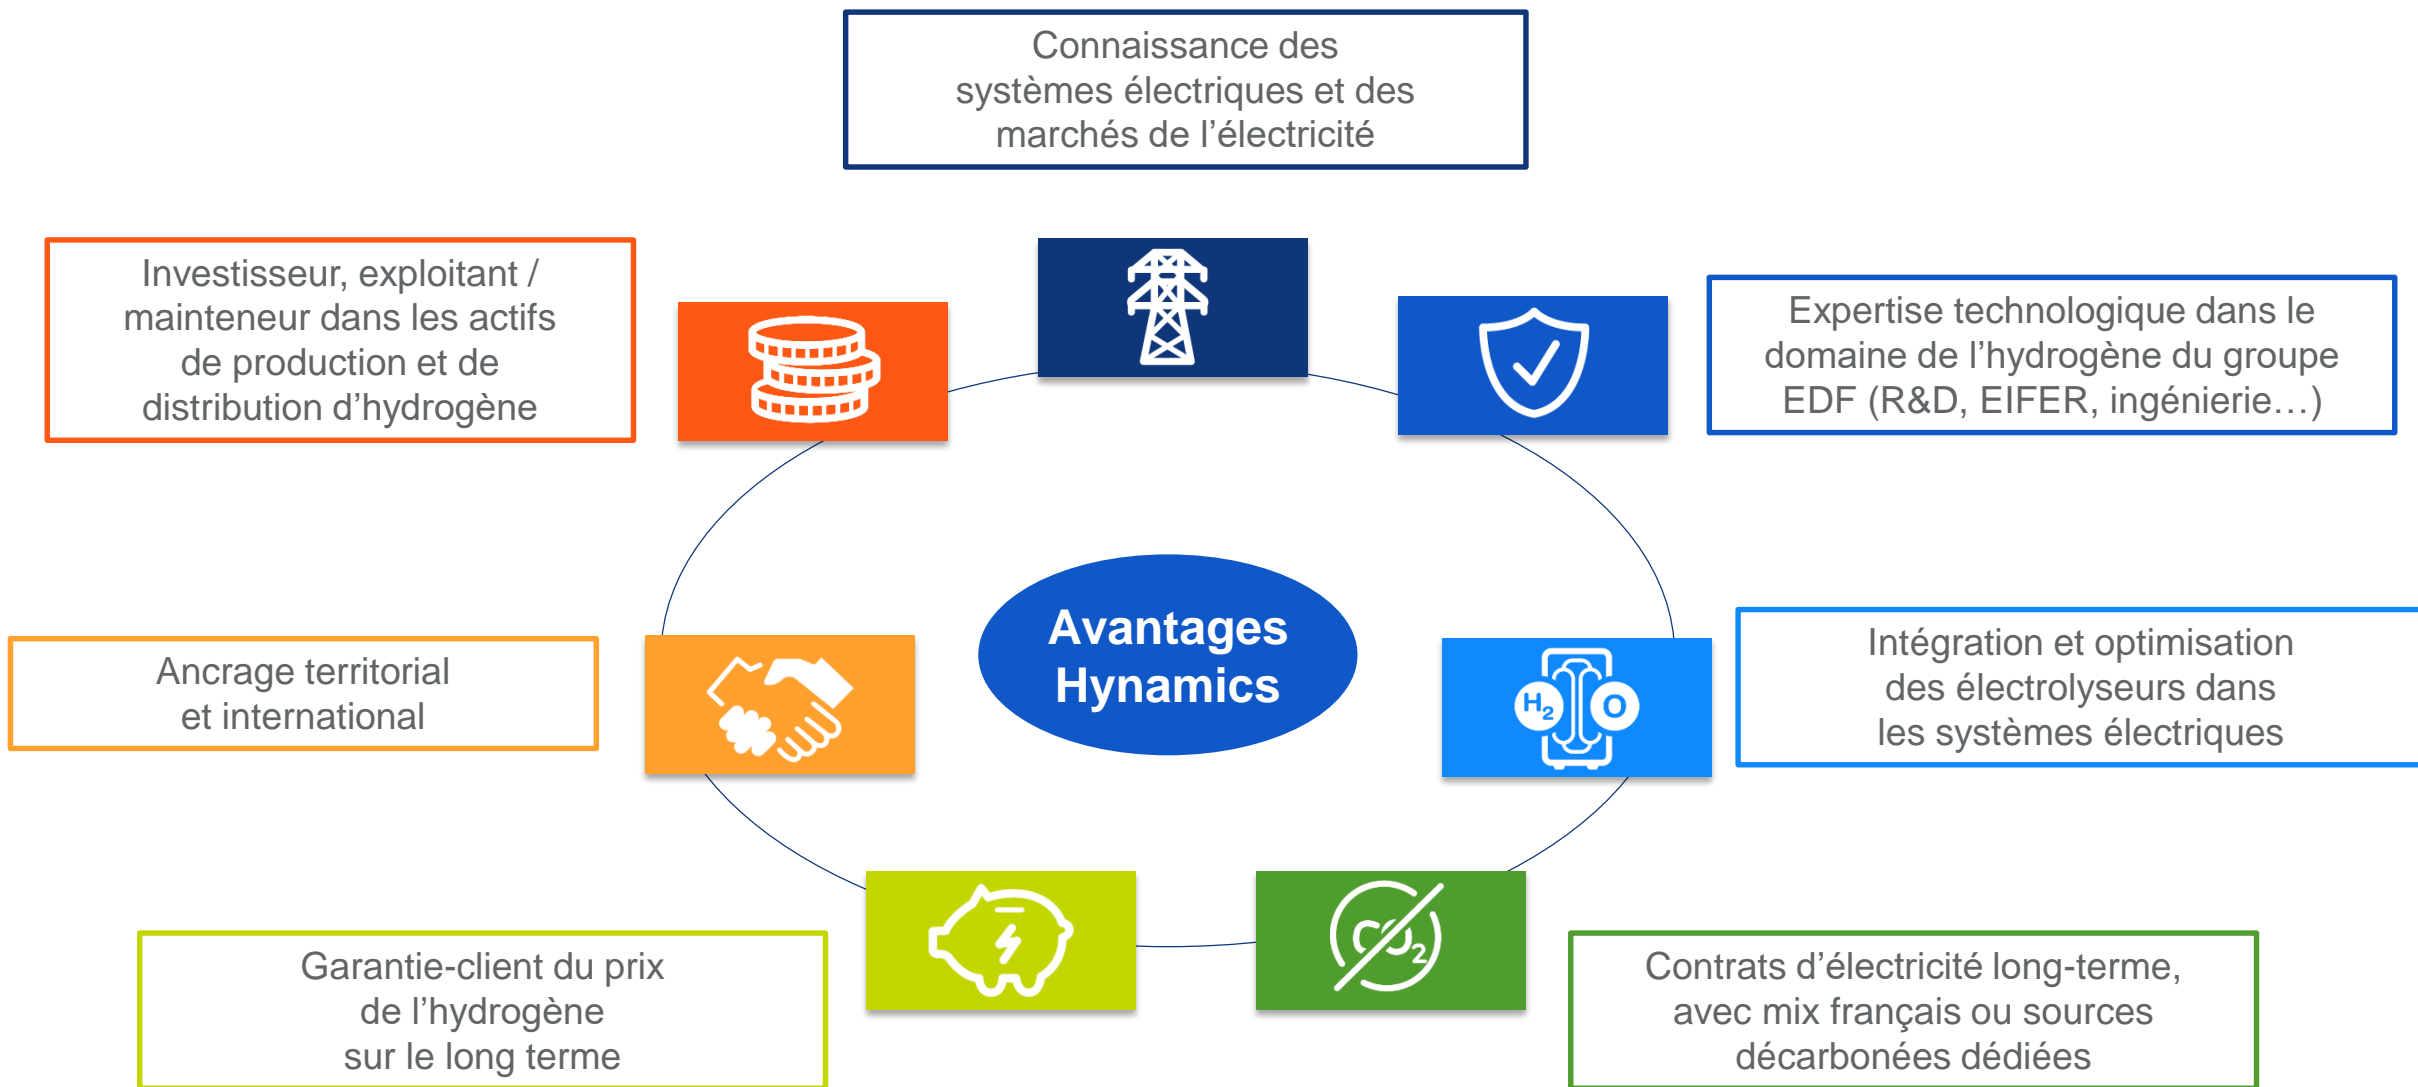 Connaissance des
systèmes électriques et des
marchés de l’électricité
Investisseur, exploitant /
mainteneur dans les actifs
de production et de
distribution d’hydrogène
Expertise technologique dans le
domaine de l’hydrogène du groupe
EDF (R&D, EIFER, ingénierie…)
Avantages
Hynamics
Ancrage territorial
et international
H2
O
Intégration et optimisation
des électrolyseurs dans
les systèmes électriques
Garantie-client du prix
de l’hydrogène
sur le long terme
CO2
Contrats d’électricité long-terme,
avec mix français ou sources
décarbonées dédiées